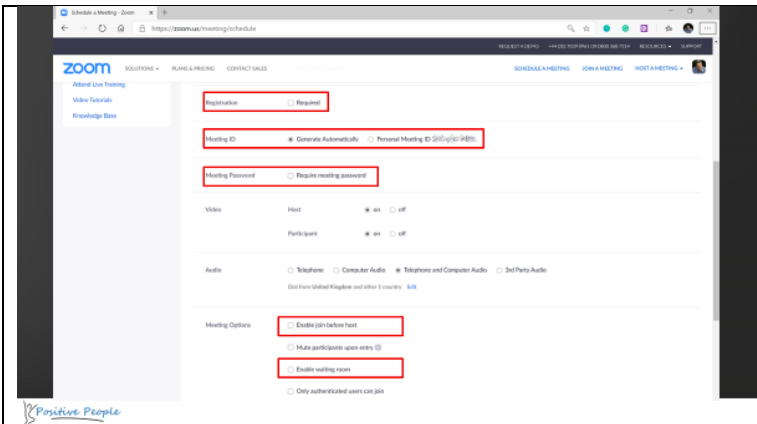 Schedule a Meeting - Zoom
https://zoom.us/meeting/schedule
REQUEST A DEMO RESOURCES SUPPORT
zoom SOLUTIONS PLANS & PRICING CONTACT SALES SCHEDULE A MEETING JOIN A MEETING HOST A MEETING
Attend Live Training
Video Tutorials
Knowledge Base
Registration Required
Meeting ID Generate Automatically Personal Meeting ID
Meeting Password Require meeting password
Video Host on off
Participant on off
Audio Telephone Computer Audio Telephone and Computer Audio 3rd Party Audio
Dial from United Kingdom and other 1 country Edit
Meeting Options Enable join before host
Mute participants upon entry
Enable waiting room
Only authenticated users can join
Positive People